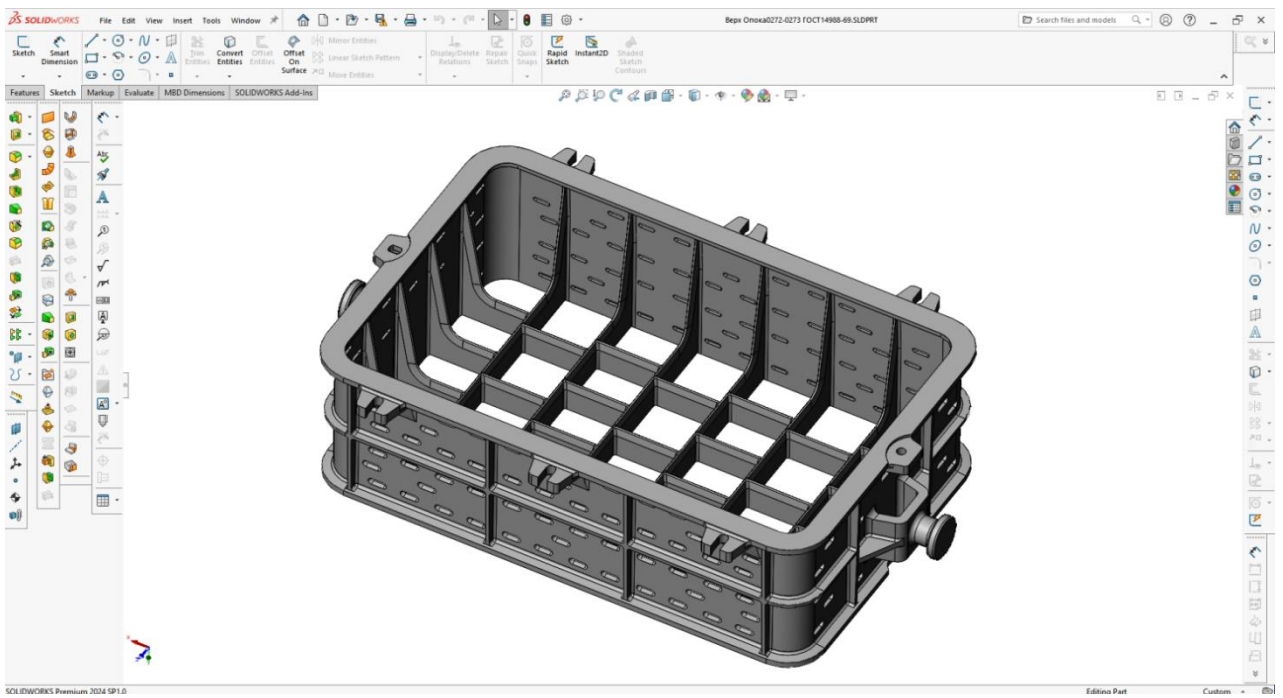 SOLIDWORKS File Edit View Insert Tools Window Верх Опока0272-0273 ГОСТ14988-69.SLDPRT Search files and models
Sketch Smart Dimension Trim Entities Convert Entities Offset Entities Offset On Surface Mirror Entities Linear Sketch Pattern Move Entities Display/Delete Relations Repair Sketch Quick Snaps Rapid Sketch Instant2D Shaded Sketch Contours
Features Sketch Markup Evaluate MBD Dimensions SOLIDWORKS Add-Ins
SOLIDWORKS Premium 2024 SP1.0 Editing Part Custom